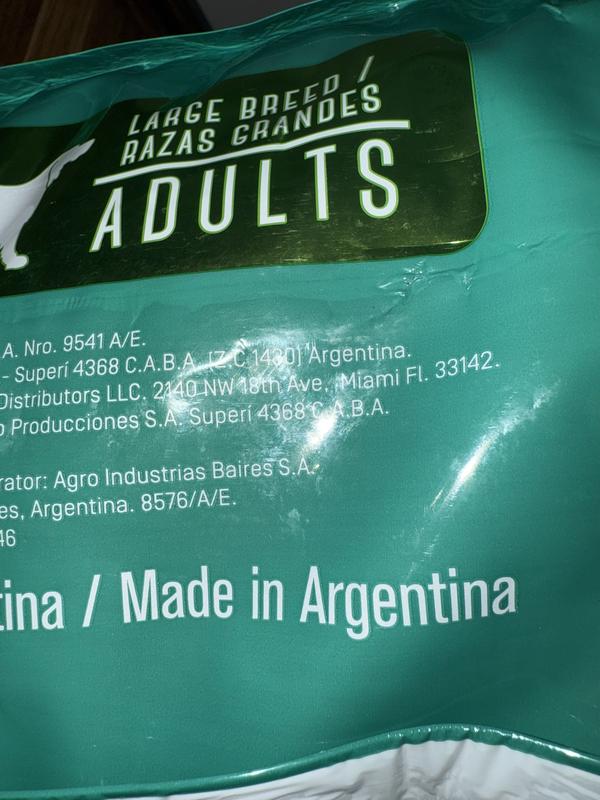 LARGE BREED /
RAZAS GRANDES
ADULTS
A. Nro. 9541 A/E.
- Superí 4368 C.A.B.A. (Z.C 1430) Argentina.
Distributors LLC. 2140 NW 18th Ave., Miami Fl. 33142.
o Producciones S.A. Superí 4368 C.A.B.A.
rator: Agro Industrias Baires S.A.
es, Argentina. 8576/A/E.
46
tina / Made in Argentina